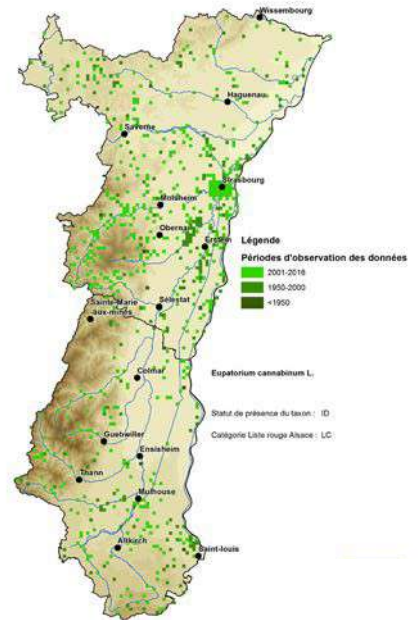 Wissembourg
Haguenau
Saverne
Strasbourg
Molsheim
Obernai
Erstein
Légende
Périodes d'observation des données
2001-2016
1950-2000
<1950
Sainte-Marie
aux-mines
Sélestat
Eupatorium cannabinum L.
Colmar
Statut de présence du taxon : ID
Catégorie Liste rouge Alsace : LC
Guebwiller
Ensisheim
Thann
Mulhouse
Altkirch
Saint-louis